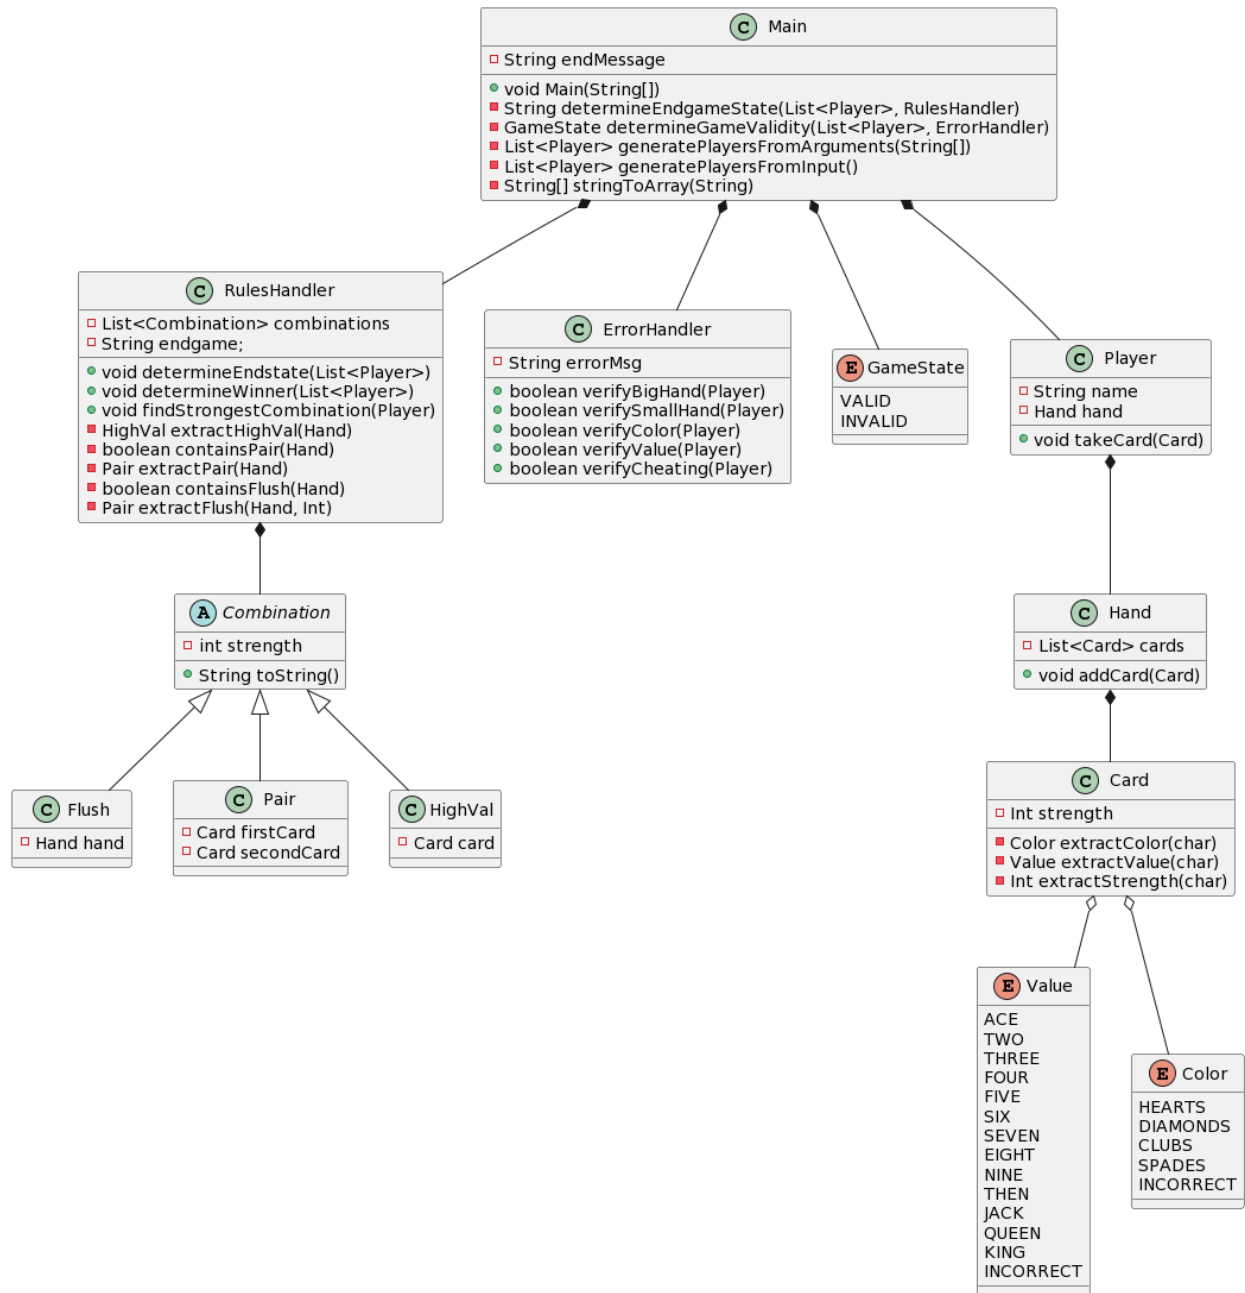 C Main
String endMessage
void Main(String[])
String determineEndgameState(List<Player>, RulesHandler)
GameState determineGameValidity(List<Player>, ErrorHandler)
List<Player> generatePlayersFromArguments(String[])
List<Player> generatePlayersFromInput()
String[] stringToArray(String)
C RulesHandler
List<Combination> combinations
String endgame;
void determineEndstate(List<Player>)
void determineWinner(List<Player>)
void findStrongestCombination(Player)
HighVal extractHighVal(Hand)
boolean containsPair(Hand)
Pair extractPair(Hand)
boolean containsFlush(Hand)
Pair extractFlush(Hand, Int)
C ErrorHandler
String errorMsg
boolean verifyBigHand(Player)
boolean verifySmallHand(Player)
boolean verifyColor(Player)
boolean verifyValue(Player)
boolean verifyCheating(Player)
E GameState
VALID
INVALID
C Player
String name
Hand hand
void takeCard(Card)
A Combination
int strength
String toString()
C Hand
List<Card> cards
void addCard(Card)
C Flush
Hand hand
C Pair
Card firstCard
Card secondCard
C HighVal
Card card
C Card
Int strength
Color extractColor(char)
Value extractValue(char)
Int extractStrength(char)
E Value
ACE
TWO
THREE
FOUR
FIVE
SIX
SEVEN
EIGHT
NINE
THEN
JACK
QUEEN
KING
INCORRECT
E Color
HEARTS
DIAMONDS
CLUBS
SPADES
INCORRECT